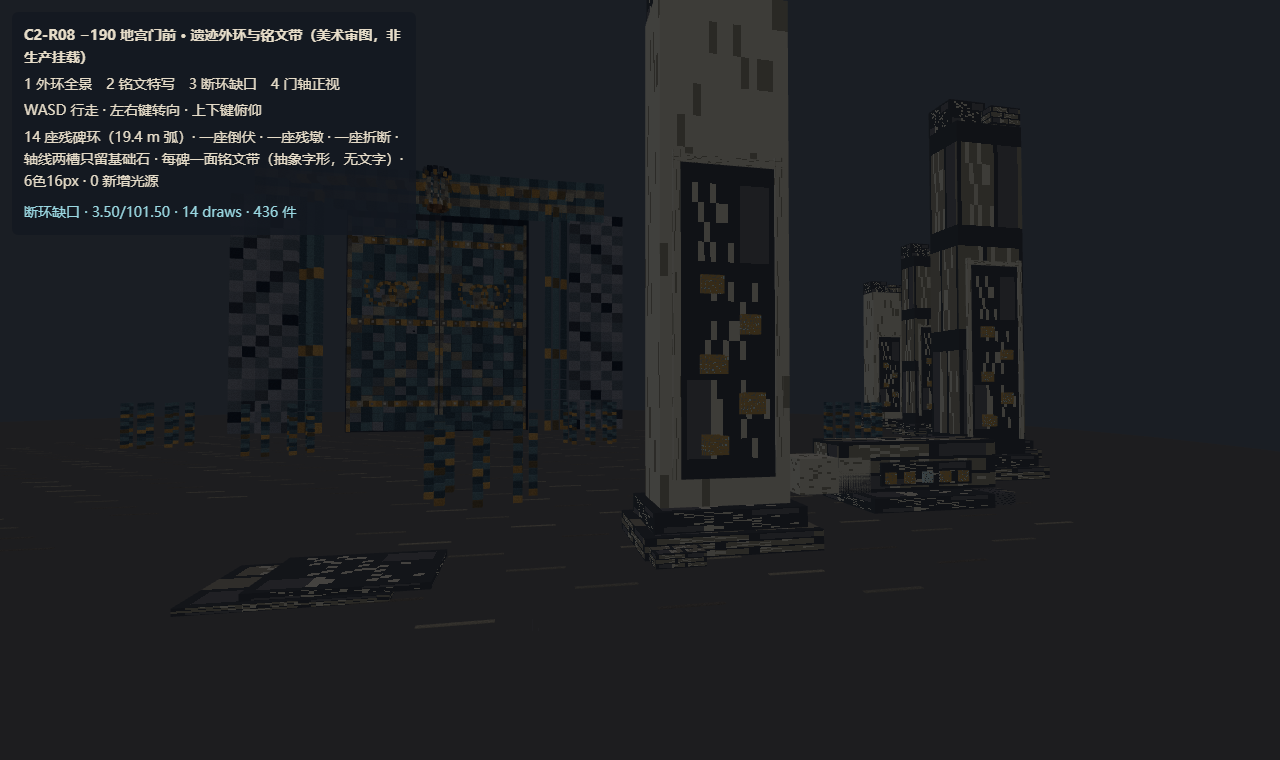 C2-R08 −190 地宫门前 • 遗迹外环与铭文带（美术审图，非
生产挂载）
1 外环全景　2 铭文特写　3 断环缺口　4 门轴正视
WASD 行走 · 左右键转向 · 上下键俯仰
14 座残碑环（19.4 m 弧）· 一座倒伏 · 一座残墩 · 一座折断 ·
轴线两槽只留基础石 · 每碑一面铭文带（抽象字形，无文字）·
6色16px · 0 新增光源
断环缺口 · 3.50/101.50 · 14 draws · 436 件